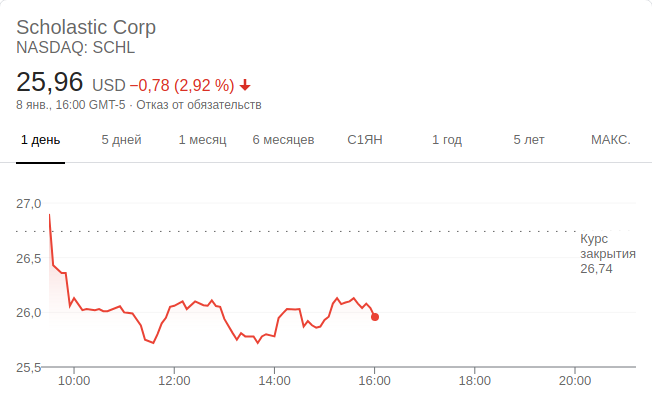 Scholastic Corp
NASDAQ: SCHL
25,96 USD −0,78 (2,92 %)
8 янв., 16:00 GMT-5 · Отказ от обязательств
1 день 5 дней 1 месяц 6 месяцев С1ЯН 1 год 5 лет МАКС.
27,0
Курс
закрытия
26,74
26,5
26,0
25,5
10:00 12:00 14:00 16:00 18:00 20:00